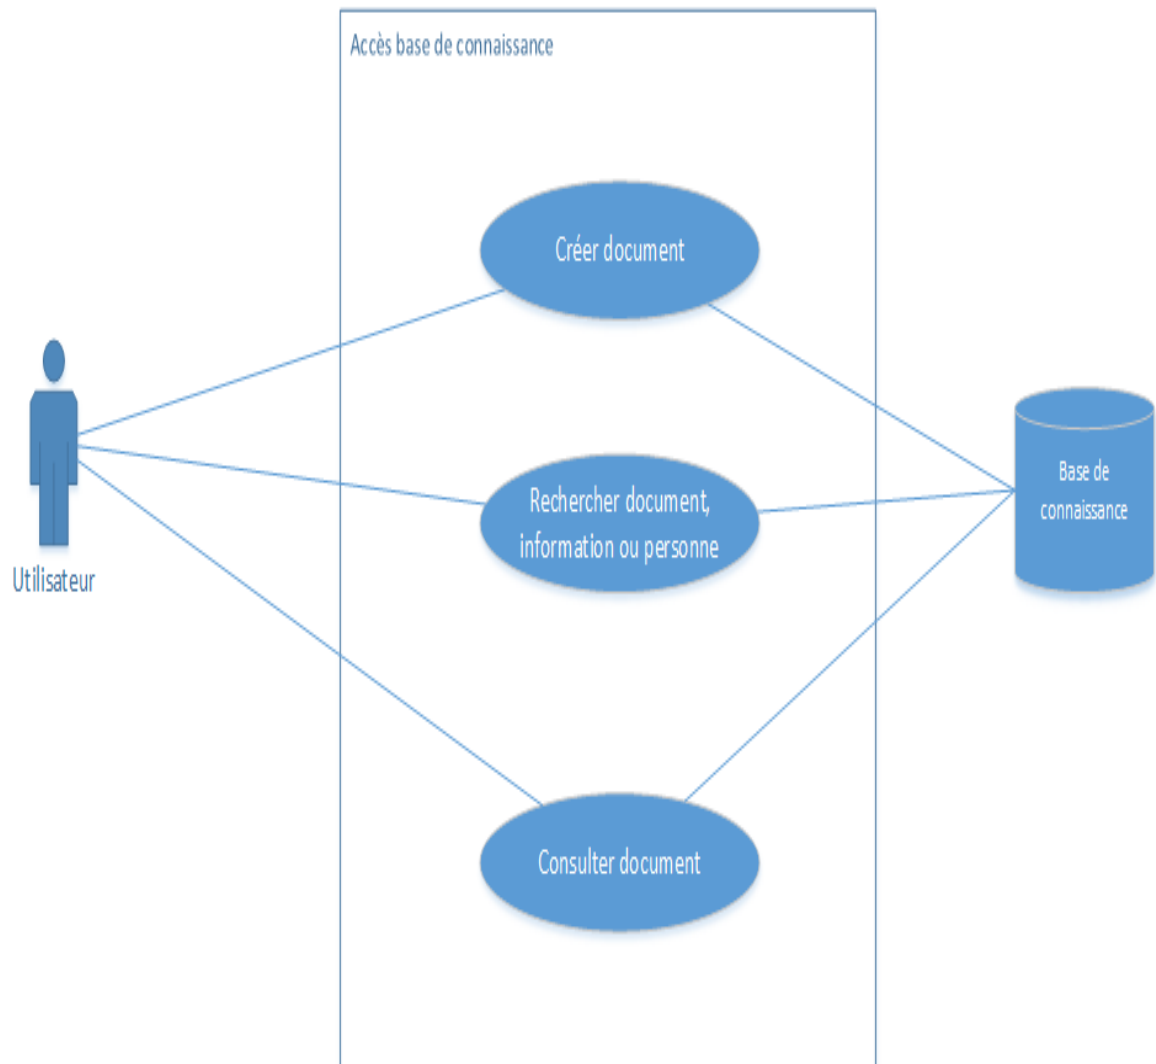 Accès base de connaissance
Créer document
Rechercher document,
information ou personne
Consulter document
Utilisateur
Base de
connaissance